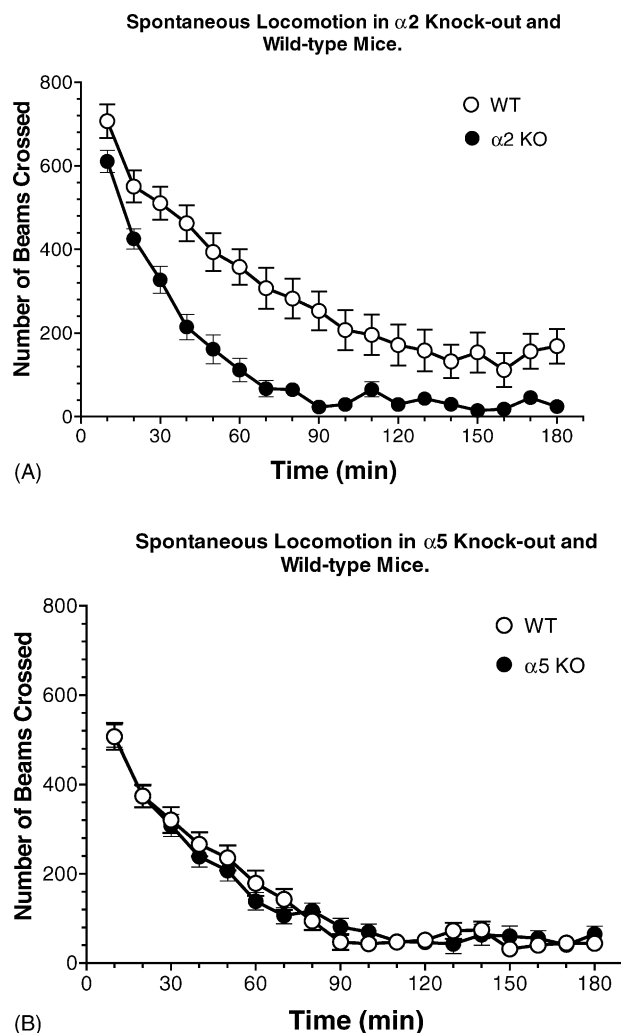 Spontaneous Locomotion in α2 Knock-out and
Wild-type Mice.
800
600
400
200
0
Number of Beams Crossed
WT
α2 KO
0 30 60 90 120 150 180
Time (min)
(A)
Spontaneous Locomotion in α5 Knock-out and
Wild-type Mice.
800
600
400
200
0
Number of Beams Crossed
WT
α5 KO
0 30 60 90 120 150 180
Time (min)
(B)